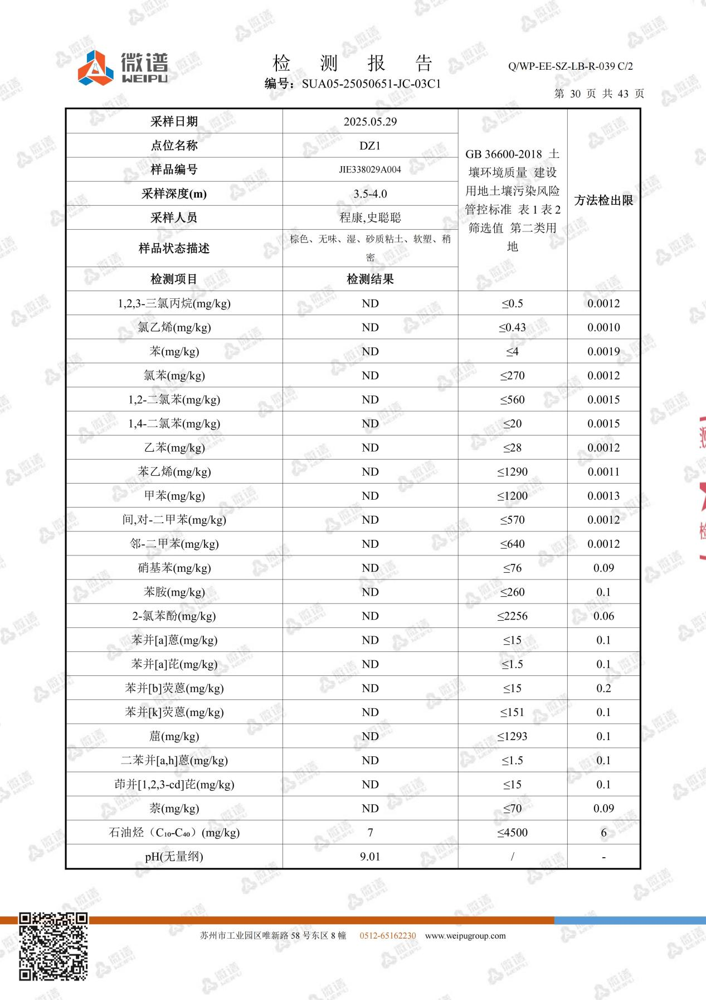 微谱
WEIPU
检 测 报 告
编号：SUA05-25050651-JC-03C1
Q/WP-EE-SZ-LB-R-039 C/2
第 30 页 共 43 页
采样日期 2025.05.29
点位名称 DZ1
样品编号 JIE338029A004
采样深度(m) 3.5-4.0
采样人员 程康,史聪聪
样品状态描述 棕色、无味、湿、砂质粘土、软塑、稍
密
检测项目 检测结果
GB 36600-2018 土
壤环境质量 建设
用地土壤污染风险
管控标准 表 1 表 2
筛选值 第二类用
地
方法检出限
1,2,3-三氯丙烷(mg/kg) ND ≤0.5 0.0012
氯乙烯(mg/kg) ND ≤0.43 0.0010
苯(mg/kg) ND ≤4 0.0019
氯苯(mg/kg) ND ≤270 0.0012
1,2-二氯苯(mg/kg) ND ≤560 0.0015
1,4-二氯苯(mg/kg) ND ≤20 0.0015
乙苯(mg/kg) ND ≤28 0.0012
苯乙烯(mg/kg) ND ≤1290 0.0011
甲苯(mg/kg) ND ≤1200 0.0013
间,对-二甲苯(mg/kg) ND ≤570 0.0012
邻-二甲苯(mg/kg) ND ≤640 0.0012
硝基苯(mg/kg) ND ≤76 0.09
苯胺(mg/kg) ND ≤260 0.1
2-氯苯酚(mg/kg) ND ≤2256 0.06
苯并[a]蒽(mg/kg) ND ≤15 0.1
苯并[a]芘(mg/kg) ND ≤1.5 0.1
苯并[b]荧蒽(mg/kg) ND ≤15 0.2
苯并[k]荧蒽(mg/kg) ND ≤151 0.1
䓛(mg/kg) ND ≤1293 0.1
二苯并[a,h]蒽(mg/kg) ND ≤1.5 0.1
茚并[1,2,3-cd]芘(mg/kg) ND ≤15 0.1
萘(mg/kg) ND ≤70 0.09
石油烃（C₁₀-C₄₀）(mg/kg) 7 ≤4500 6
pH(无量纲) 9.01 / -
苏州市工业园区唯新路 58 号东区 8 幢 0512-65162230 www.weipugroup.com